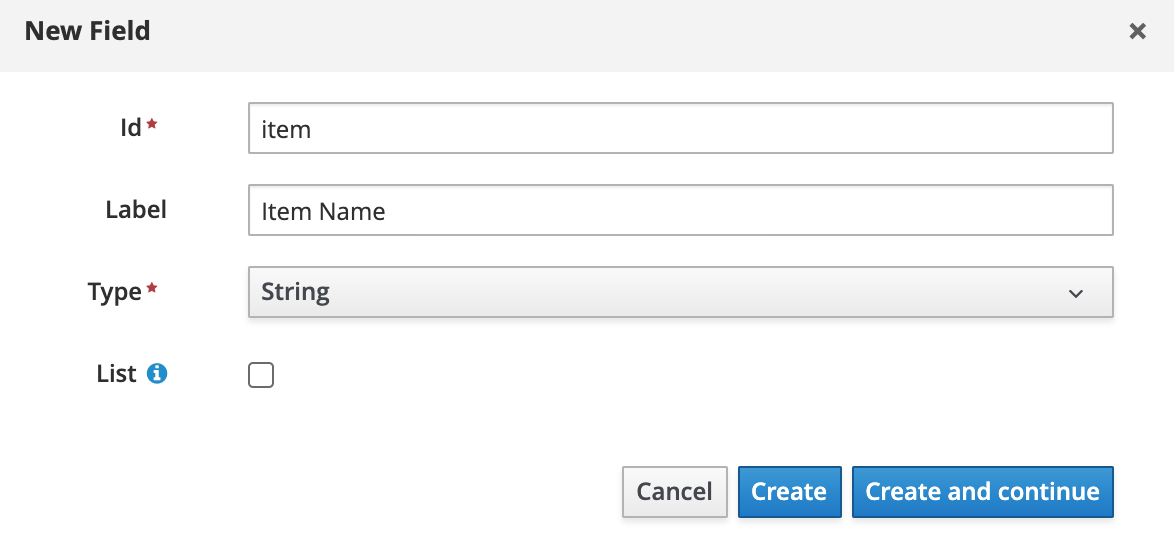 New Field
Id*
item
Label
Item Name
Type*
String
List
Cancel Create Create and continue